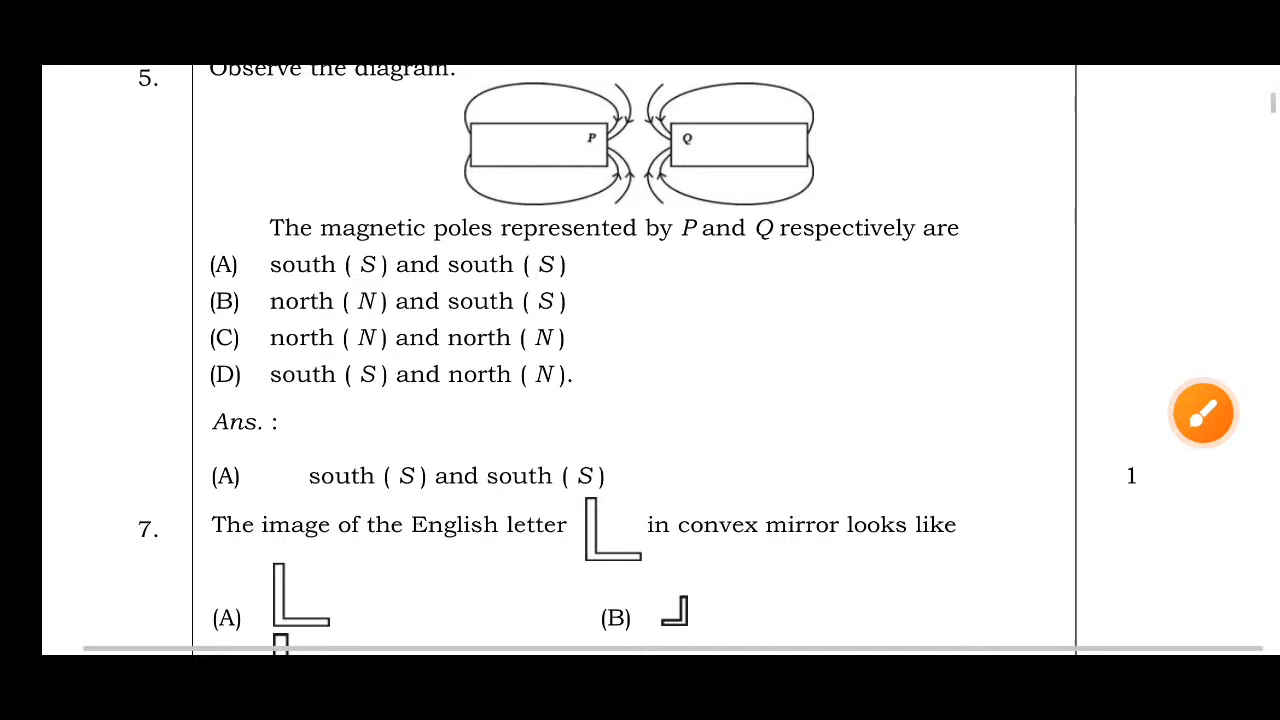 5. Observe the diagram.
P Q
The magnetic poles represented by P and Q respectively are
(A) south ( S ) and south ( S )
(B) north ( N ) and south ( S )
(C) north ( N ) and north ( N )
(D) south ( S ) and north ( N ).
Ans. :
(A) south ( S ) and south ( S ) 1
7. The image of the English letter L in convex mirror looks like
(A) L (B)